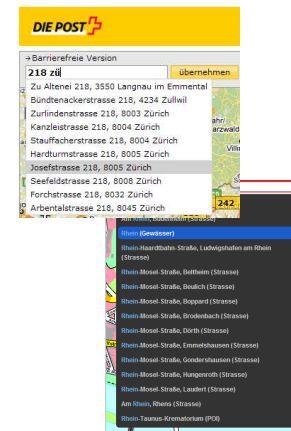 DIE POST
→Barrierefreie Version
218 zü
übernehmen
Zu Altenei 218, 3550 Langnau im Emmental
Bündtenackerstrasse 218, 4234 Zullwil
Zurlindenstrasse 218, 8003 Zürich
Kanzleistrasse 218, 8004 Zürich
Stauffacherstrasse 218, 8004 Zürich
Hardturmstrasse 218, 8005 Zürich
Josefstrasse 218, 8005 Zürich
Seefeldstrasse 218, 8008 Zürich
Forchstrasse 218, 8032 Zürich
Arbentalstrasse 218, 8045 Zürich
242
Am Rhein, Budenheim (Strasse)
Rhein (Gewässer)
Rhein-Haardtbahn-Straße, Ludwigshafen am Rhein
(Strasse)
Rhein-Mosel-Straße, Beltheim (Strasse)
Rhein-Mosel-Straße, Beulich (Strasse)
Rhein-Mosel-Straße, Boppard (Strasse)
Rhein-Mosel-Straße, Brodenbach (Strasse)
Rhein-Mosel-Straße, Dörth (Strasse)
Rhein-Mosel-Straße, Emmelshausen (Strasse)
Rhein-Mosel-Straße, Gondershausen (Strasse)
Rhein-Mosel-Straße, Hungenroth (Strasse)
Rhein-Mosel-Straße, Laudert (Strasse)
Am Rhein, Rhens (Strasse)
Rhein-Taunus-Krematorium (POI)